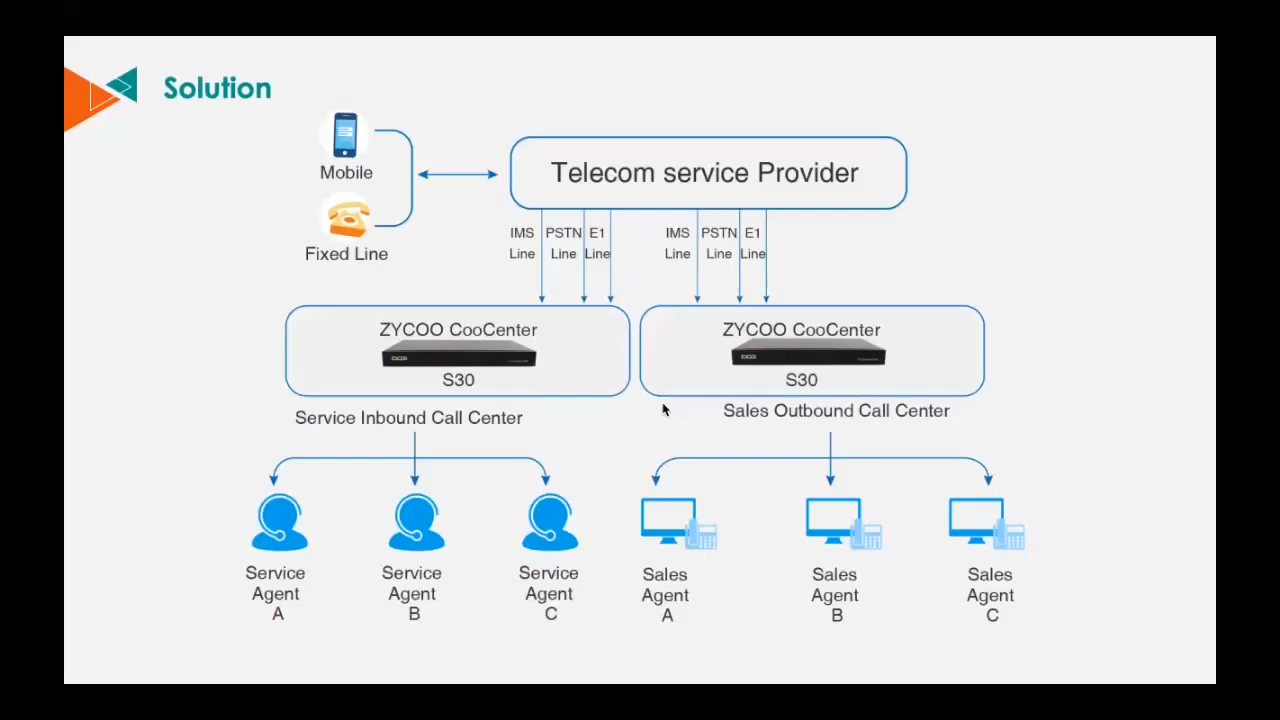 Solution
Mobile
Fixed Line
Telecom service Provider
IMS PSTN E1
Line Line Line
IMS PSTN E1
Line Line Line
ZYCOO CooCenter
S30
Service Inbound Call Center
ZYCOO CooCenter
S30
Sales Outbound Call Center
Service
Agent
A
Service
Agent
B
Service
Agent
C
Sales
Agent
A
Sales
Agent
B
Sales
Agent
C